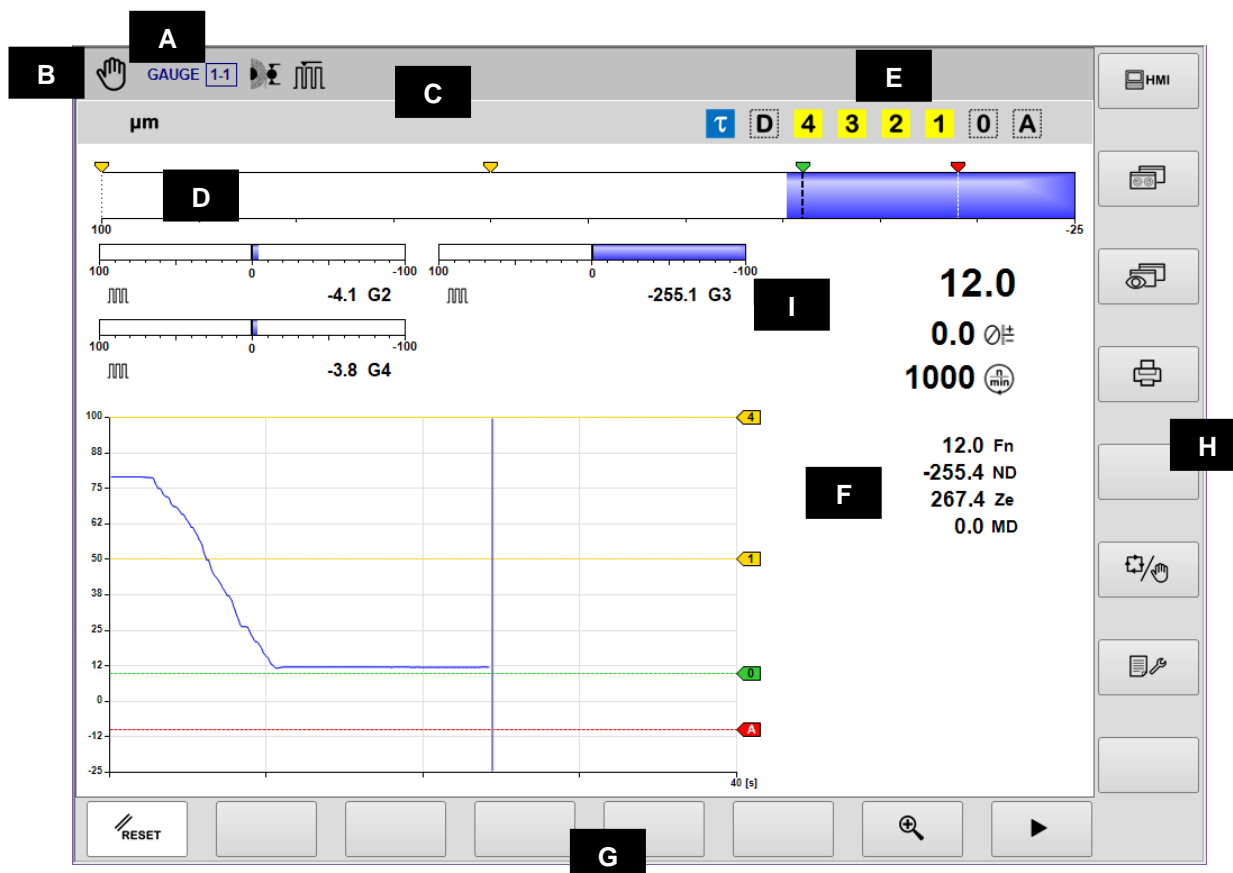 A
B
GAUGE 1-1
C
E
HMI
µm
τ D 4 3 2 1 0 A
D
100 -25
100 0 -100
100 0 -100
-4.1 G2
-255.1 G3
I
12.0
0.0
100 0 -100
-3.8 G4
1000 n/min
100
88
75
62
50
38
25
12
0
-12
-25
4
1
0
A
40 [s]
12.0 Fn
-255.4 ND
267.4 Ze
0.0 MD
F
H
RESET
G